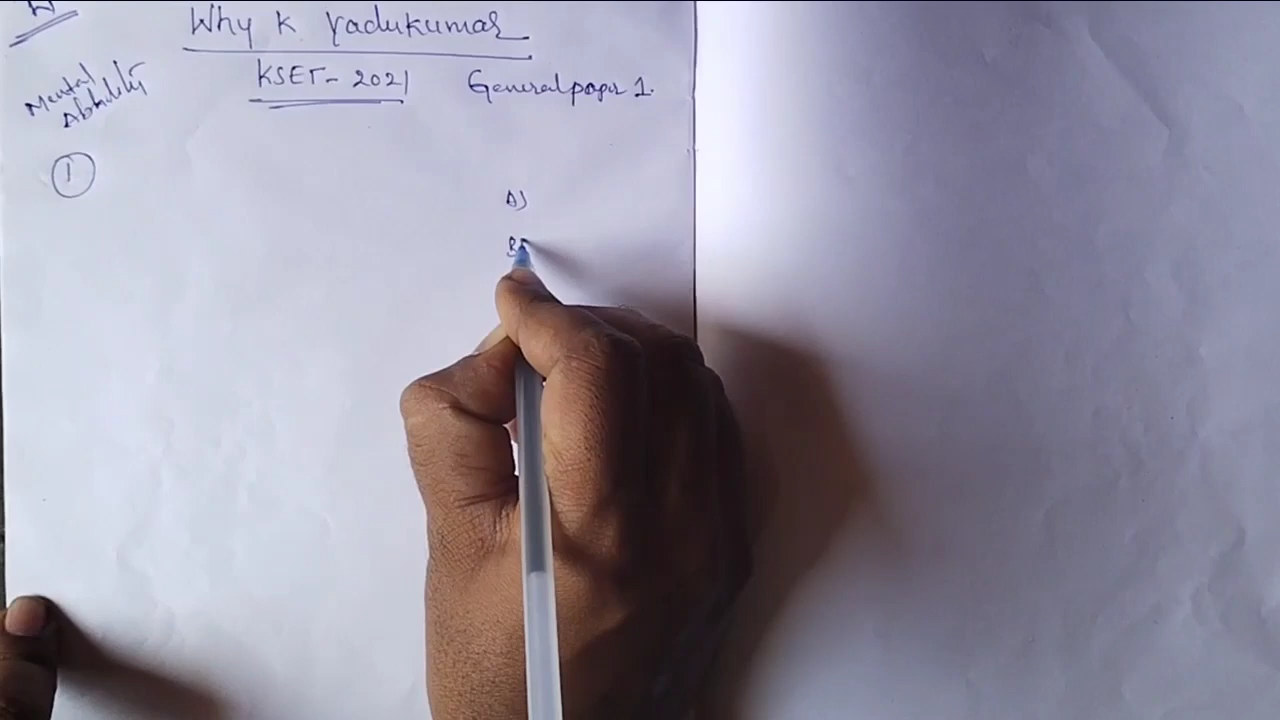 Why K Yadukumar
KSET - 2021 General paper 1.
Mental
Ability
1
A)
B)